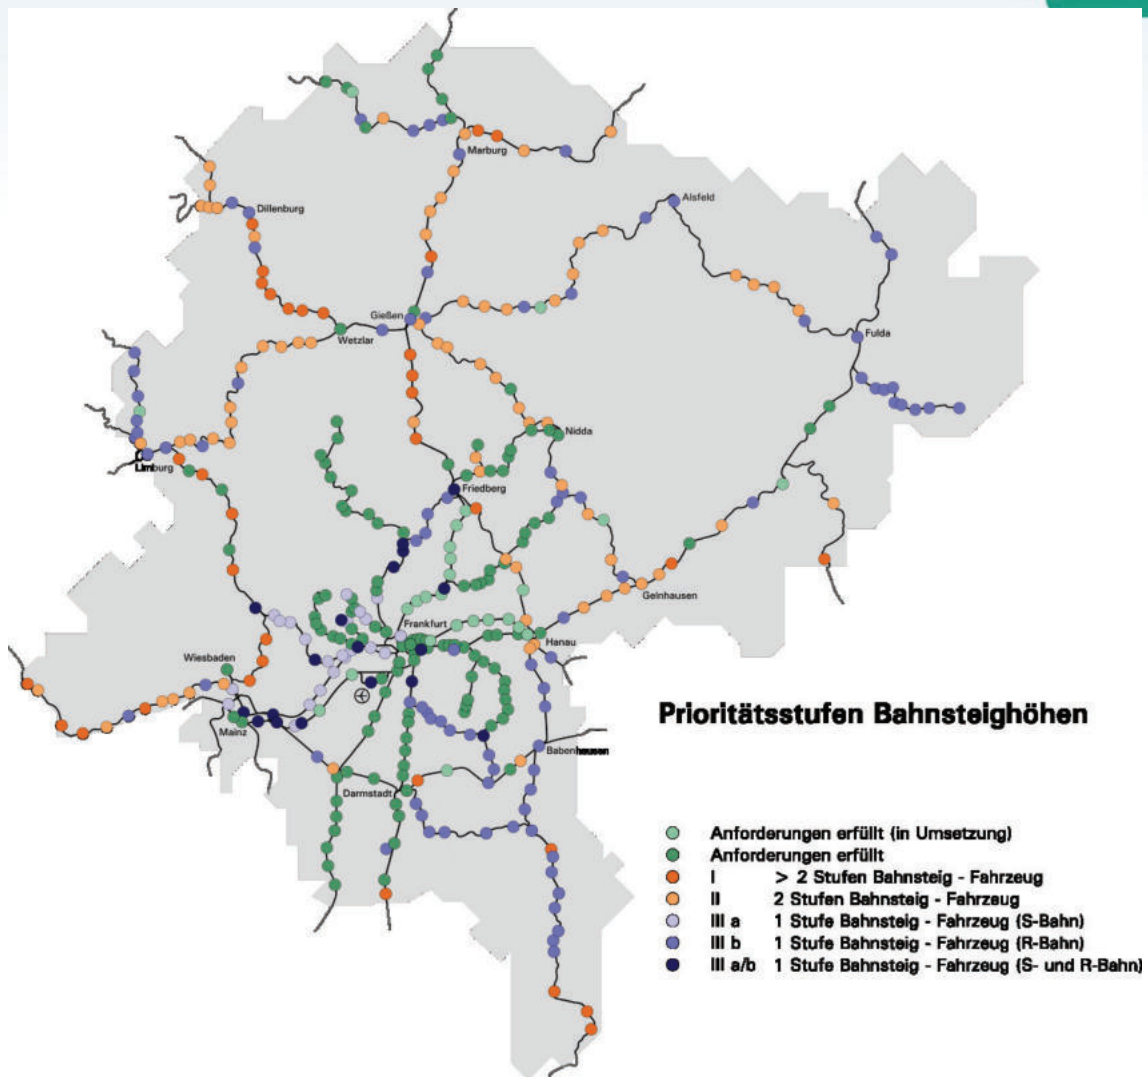 Marburg
Alsfeld
Dillenburg
Gießen
Wetzlar
Fulda
Nidda
Limburg
Friedberg
Gelnhausen
Frankfurt
Hanau
Wiesbaden
Mainz
Babenhausen
Darmstadt
Prioritätsstufen Bahnsteighöhen
Anforderungen erfüllt (in Umsetzung)
Anforderungen erfüllt
I > 2 Stufen Bahnsteig - Fahrzeug
II 2 Stufen Bahnsteig - Fahrzeug
III a 1 Stufe Bahnsteig - Fahrzeug (S-Bahn)
III b 1 Stufe Bahnsteig - Fahrzeug (R-Bahn)
III a/b 1 Stufe Bahnsteig - Fahrzeug (S- und R-Bahn)